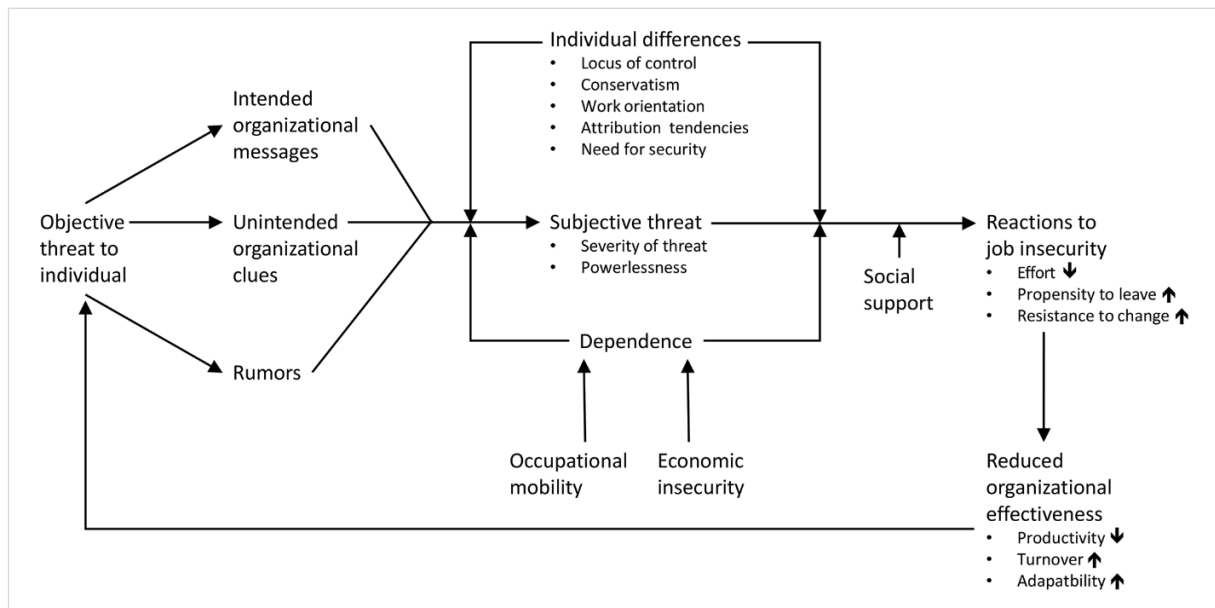 Individual differences
• Locus of control
• Conservatism
• Work orientation
• Attribution tendencies
• Need for security
Intended
organizational
messages
Objective
threat to
individual
Unintended
organizational
clues
Rumors
Subjective threat
• Severity of threat
• Powerlessness
Dependence
Occupational
mobility
Economic
insecurity
Social
support
Reactions to
job insecurity
• Effort 🡻
• Propensity to leave 🡹
• Resistance to change 🡹
Reduced
organizational
effectiveness
• Productivity 🡻
• Turnover 🡹
• Adapatbility 🡹